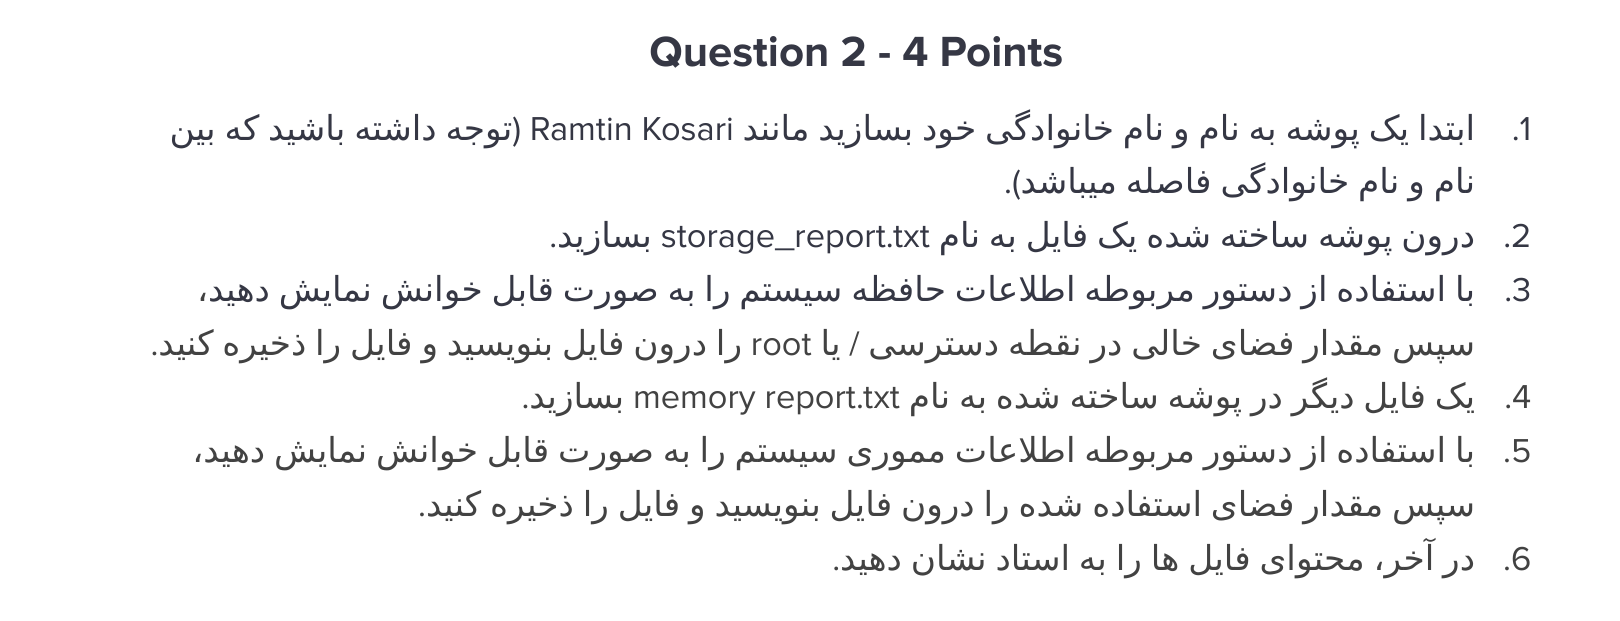 Question 2 - 4 Points
1. ابتدا یک پوشه به نام و نام خانوادگی خود بسازید مانند Ramtin Kosari (توجه داشته باشید که بین
نام و نام خانوادگی فاصله میباشد).
2. درون پوشه ساخته شده یک فایل به نام storage_report.txt بسازید.
3. با استفاده از دستور مربوطه اطلاعات حافظه سیستم را به صورت قابل خوانش نمایش دهید،
سپس مقدار فضای خالی در نقطه دسترسی / یا root را درون فایل بنویسید و فایل را ذخیره کنید.
4. یک فایل دیگر در پوشه ساخته شده به نام memory report.txt بسازید.
5. با استفاده از دستور مربوطه اطلاعات مموری سیستم را به صورت قابل خوانش نمایش دهید،
سپس مقدار فضای استفاده شده را درون فایل بنویسید و فایل را ذخیره کنید.
6. در آخر، محتوای فایل ها را به استاد نشان دهید.